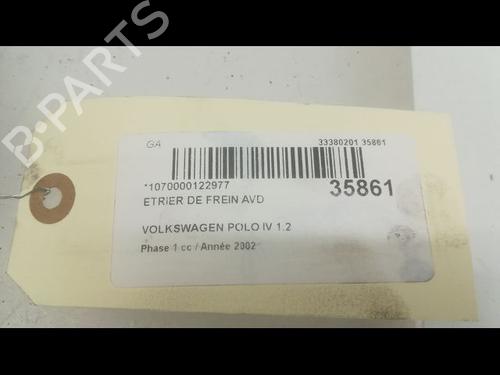 B-PARTS
GA 33380201 35861
*1070000122977 35861
ETRIER DE FREIN AVD
VOLKSWAGEN POLO IV 1.2
Phase 1 cc / Année 2002